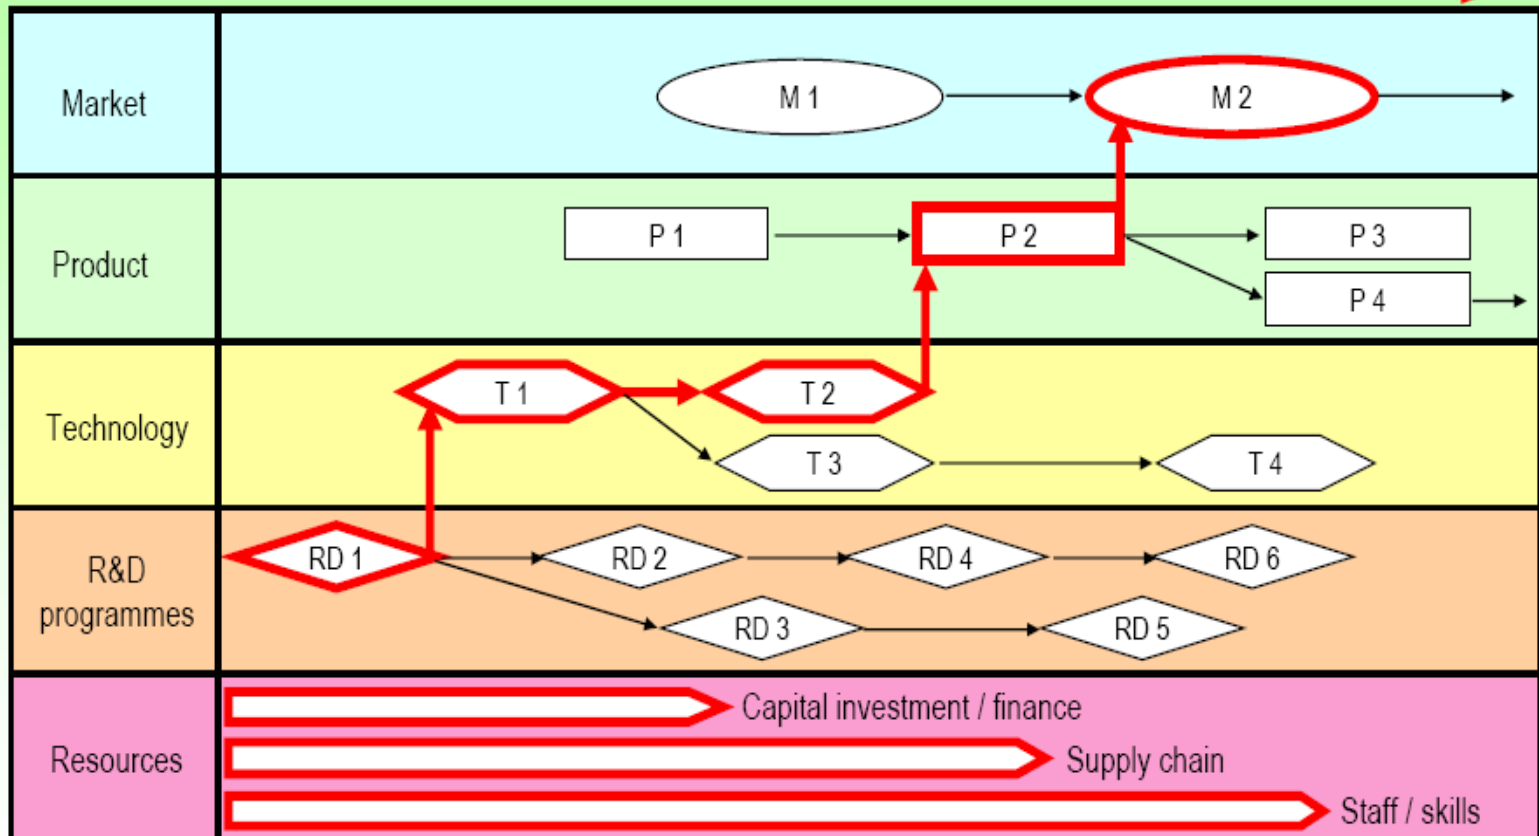 Market
M 1
M 2
Product
P 1
P 2
P 3
P 4
Technology
T 1
T 2
T 3
T 4
R&D
programmes
RD 1
RD 2
RD 4
RD 6
RD 3
RD 5
Resources
Capital investment / finance
Supply chain
Staff / skills